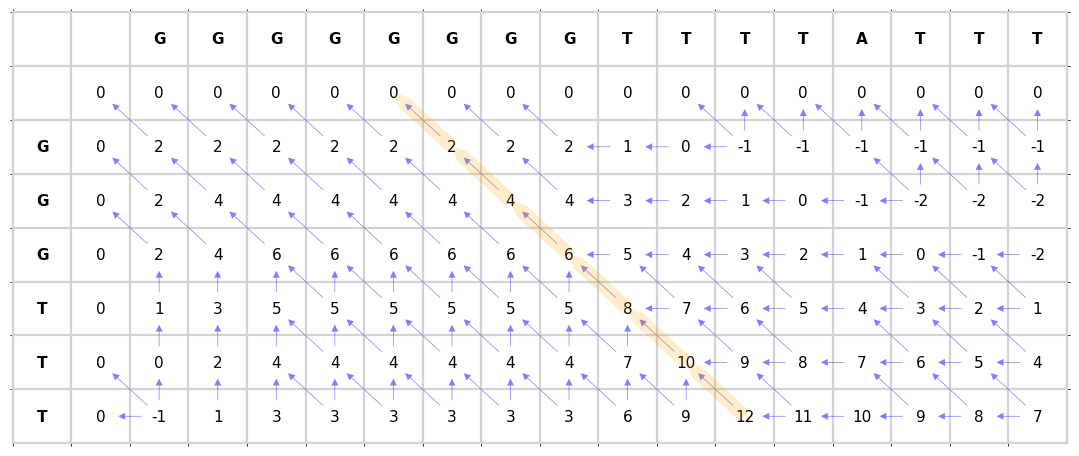 G G G G G G G G T T T T A T T T
0 0 0 0 0 0 0 0 0 0 0 0 0 0 0 0 0
G 0 2 2 2 2 2 2 2 2 1 0 -1 -1 -1 -1 -1 -1
G 0 2 4 4 4 4 4 4 4 3 2 1 0 -1 -2 -2 -2
G 0 2 4 6 6 6 6 6 6 5 4 3 2 1 0 -1 -2
T 0 1 3 5 5 5 5 5 5 8 7 6 5 4 3 2 1
T 0 0 2 4 4 4 4 4 4 7 10 9 8 7 6 5 4
T 0 -1 1 3 3 3 3 3 3 6 9 12 11 10 9 8 7